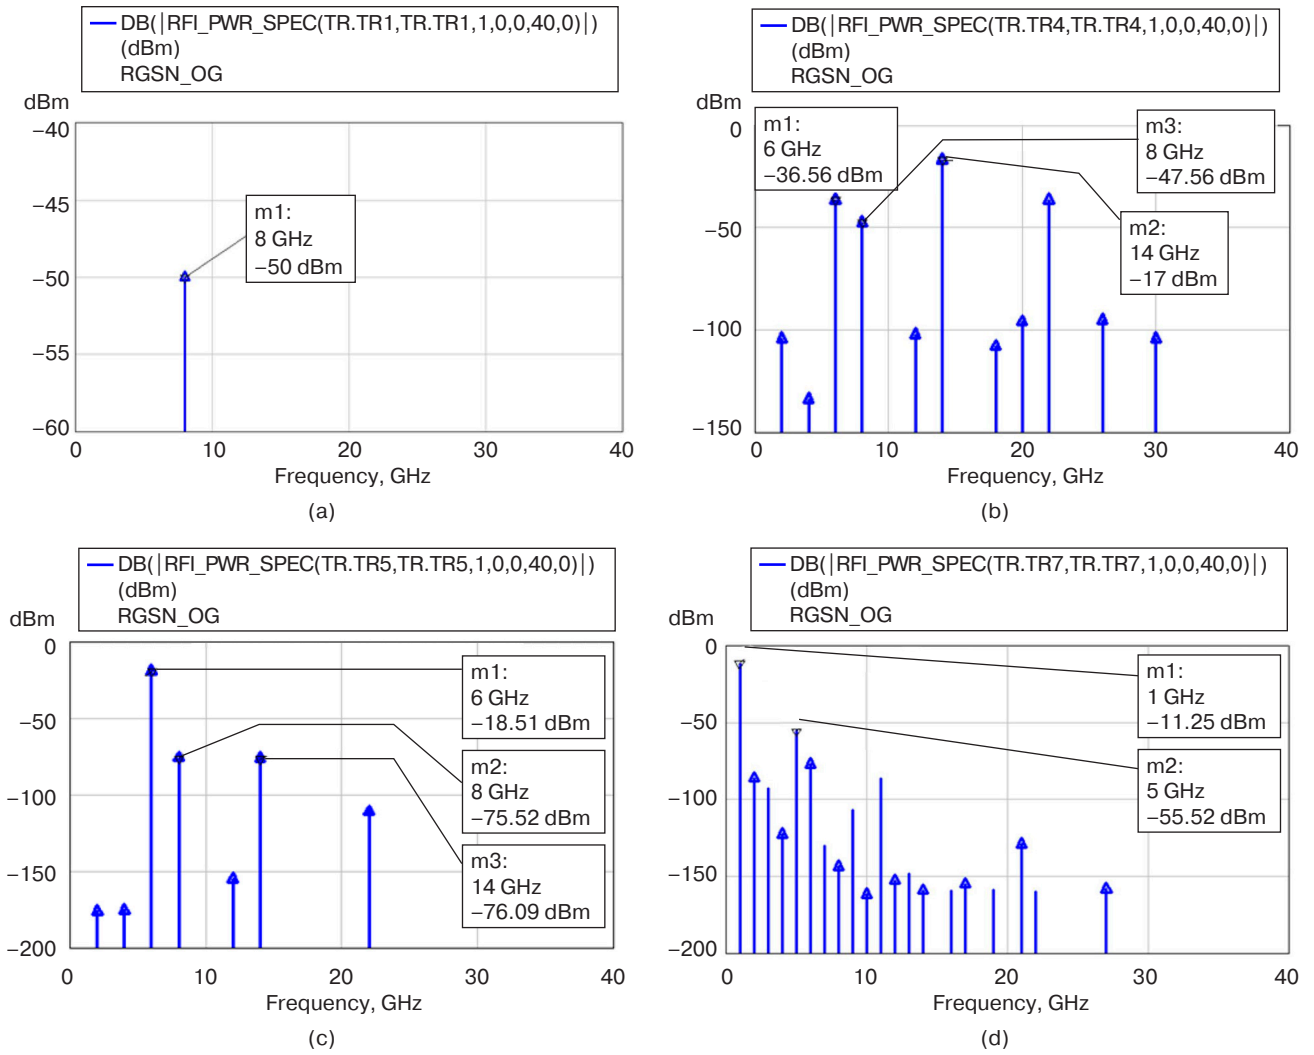 DB(|RFI_PWR_SPEC(TR.TR1,TR.TR1,1,0,0,40,0)|)
(dBm)
RGSN_OG
dBm
−40
−45
−50
−55
−60
m1:
8 GHz
−50 dBm
0 10 20 30 40
Frequency, GHz
(a)
DB(|RFI_PWR_SPEC(TR.TR4,TR.TR4,1,0,0,40,0)|)
(dBm)
RGSN_OG
dBm
0
−50
−100
−150
m1:
6 GHz
−36.56 dBm
m3:
8 GHz
−47.56 dBm
m2:
14 GHz
−17 dBm
0 10 20 30 40
Frequency, GHz
(b)
DB(|RFI_PWR_SPEC(TR.TR5,TR.TR5,1,0,0,40,0)|)
(dBm)
RGSN_OG
dBm
0
−50
−100
−150
−200
m1:
6 GHz
−18.51 dBm
m2:
8 GHz
−75.52 dBm
m3:
14 GHz
−76.09 dBm
0 10 20 30 40
Frequency, GHz
(c)
DB(|RFI_PWR_SPEC(TR.TR7,TR.TR7,1,0,0,40,0)|)
(dBm)
RGSN_OG
dBm
0
−50
−100
−150
−200
m1:
1 GHz
−11.25 dBm
m2:
5 GHz
−55.52 dBm
0 10 20 30 40
Frequency, GHz
(d)